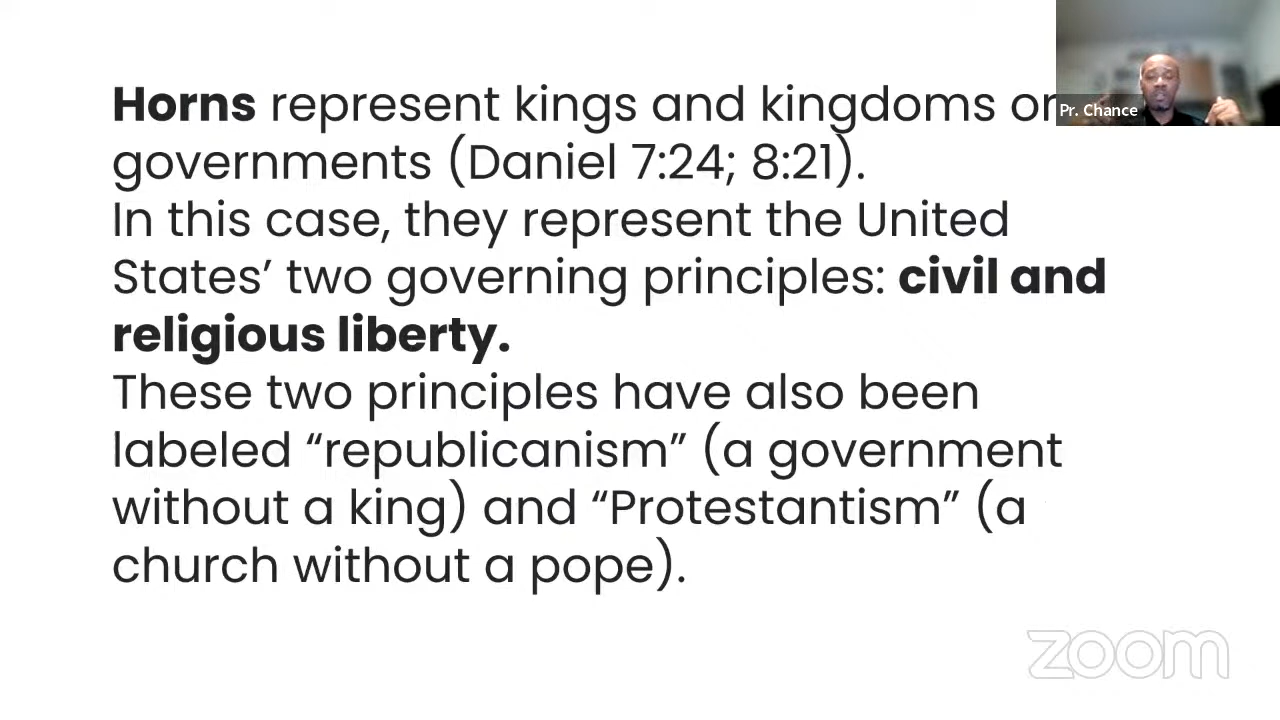 Horns represent kings and kingdoms or
governments (Daniel 7:24; 8:21).
In this case, they represent the United
States’ two governing principles: civil and
religious liberty.
These two principles have also been
labeled “republicanism” (a government
without a king) and “Protestantism” (a
church without a pope).
Pr. Chance
zoom